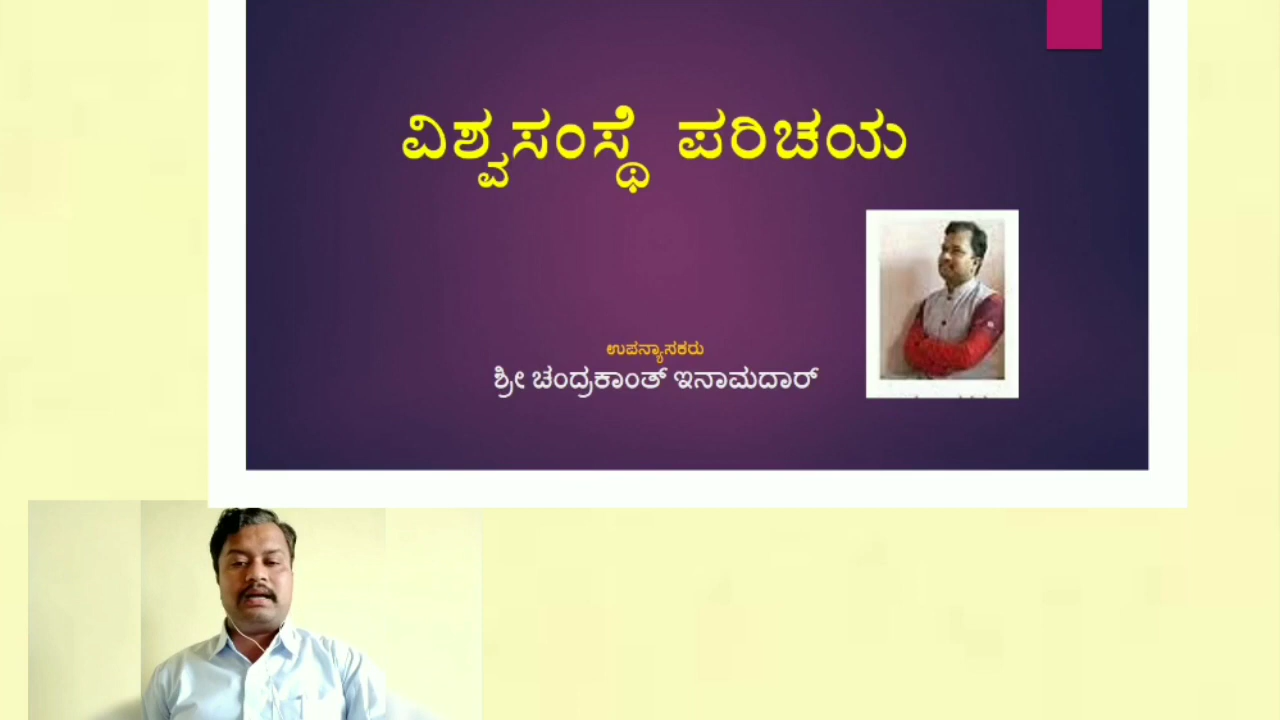 ವಿಶ್ವಸಂಸ್ಥೆ ಪರಿಚಯ
ಉಪನ್ಯಾಸಕರು
ಶ್ರೀ ಚಂದ್ರಕಾಂತ್ ಇನಾಮದಾರ್